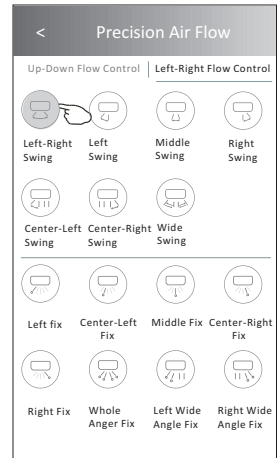 < Precision Air Flow
Up-Down Flow Control Left-Right Flow Control
Left-Right Left Middle Right
Swing Swing Swing Swing
Center-Left Center-Right Wide
Swing Swing Swing
Left fix Center-Left Middle Fix Center-Right
Fix Fix
Right Fix Whole Left Wide Right Wide
Anger Fix Angle Fix Angle Fix